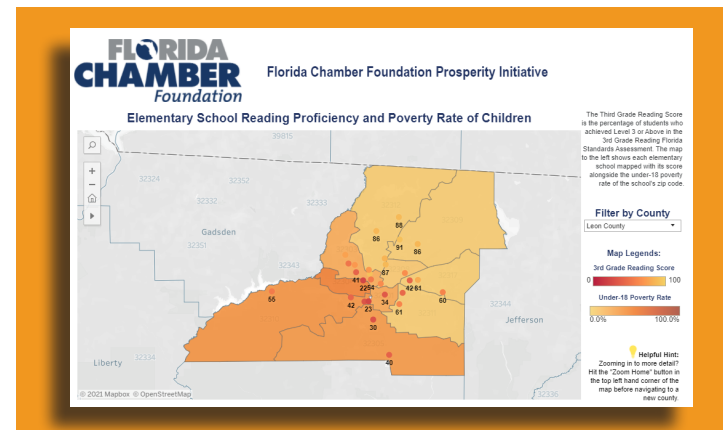 FLORIDA
CHAMBER
Foundation
Florida Chamber Foundation Prosperity Initiative
Elementary School Reading Proficiency and Poverty Rate of Children
The Third Grade Reading Score
is the percentage of students who
achieved Level 3 or Above in the
3rd Grade Reading Florida
Standards Assessment. The map
to the left shows each elementary
school mapped with its score
alongside the under-18 poverty
rate of the school's zip code.
Filter by County
Leon County
Map Legends:
3rd Grade Reading Score
0 100
Under-18 Poverty Rate
0.0% 100.0%
Helpful Hint:
Zooming in to more detail?
Hit the "Zoom Home" button in
the top left hand corner of the
map before navigating to a
new county.
39815
32324
32352
32332
32333
Gadsden
32351
32343
88
86
91
86
67
41
22 54
42 61
55
42
23
34
61
60
30
40
32344
Jefferson
Liberty
32334
32336
© 2021 Mapbox © OpenStreetMap